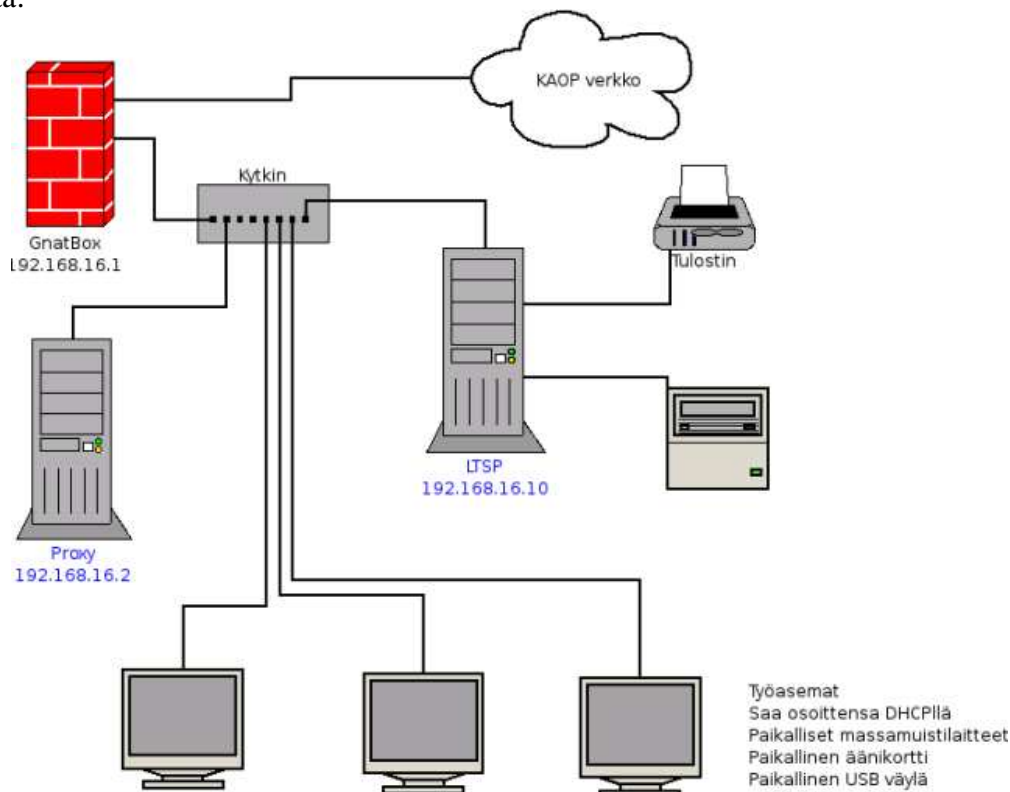 KAOP verkko
Kytkin
GnatBox
192.168.16.1
Tulostin
LTSP
192.168.16.10
Proxy
192.168.16.2
Työasemat
Saa osoittensa DHCPllä
Paikalliset massamuistilaitteet
Paikallinen äänikortti
Paikallinen USB väylä